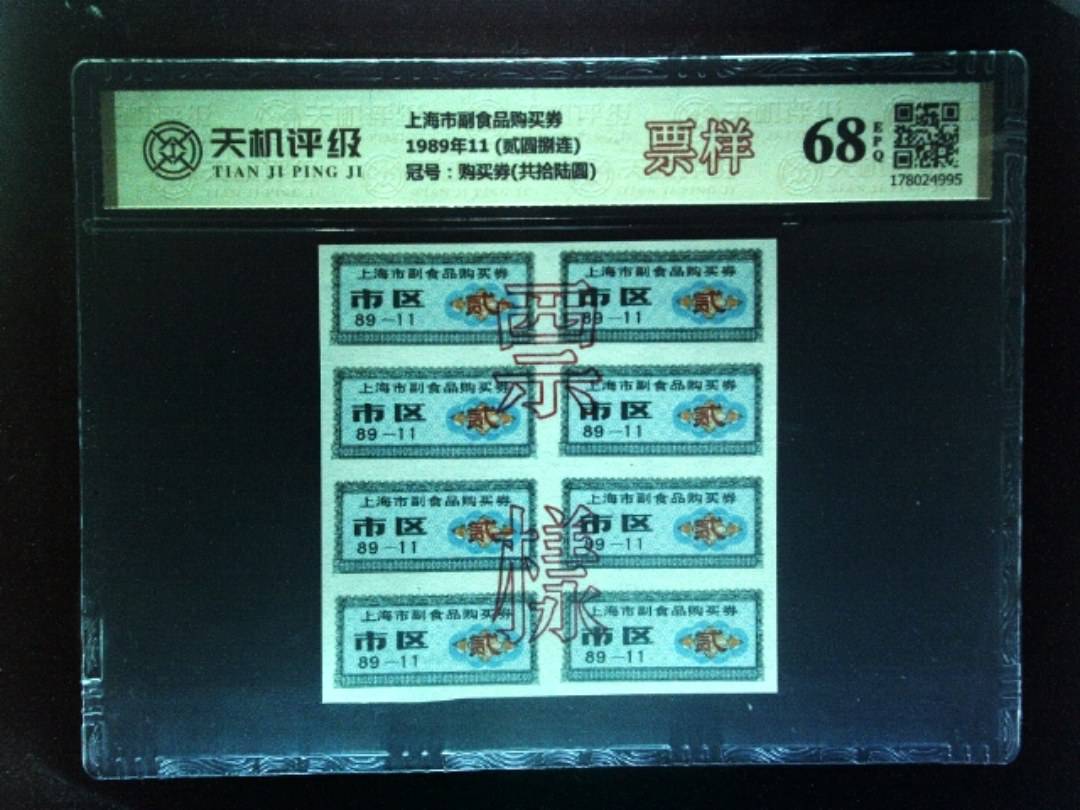 天机评级
TIAN JI PING JI
上海市副食品购买券
1989年11 (贰圆捌连)
冠号：购买券(共拾陆圆)
票样
68
EPQ
178024995
上海市副食品购买券
市区 贰
89-11
上海市副食品购买券
市区 贰
89-11
上海市副食品购买券
市区 贰
89-11
上海市副食品购买券
市区 贰
89-11
上海市副食品购买券
市区 贰
89-11
上海市副食品购买券
市区 贰
89-11
上海市副食品购买券
市区 贰
89-11
上海市副食品购买券
市区 贰
89-11
票
樣